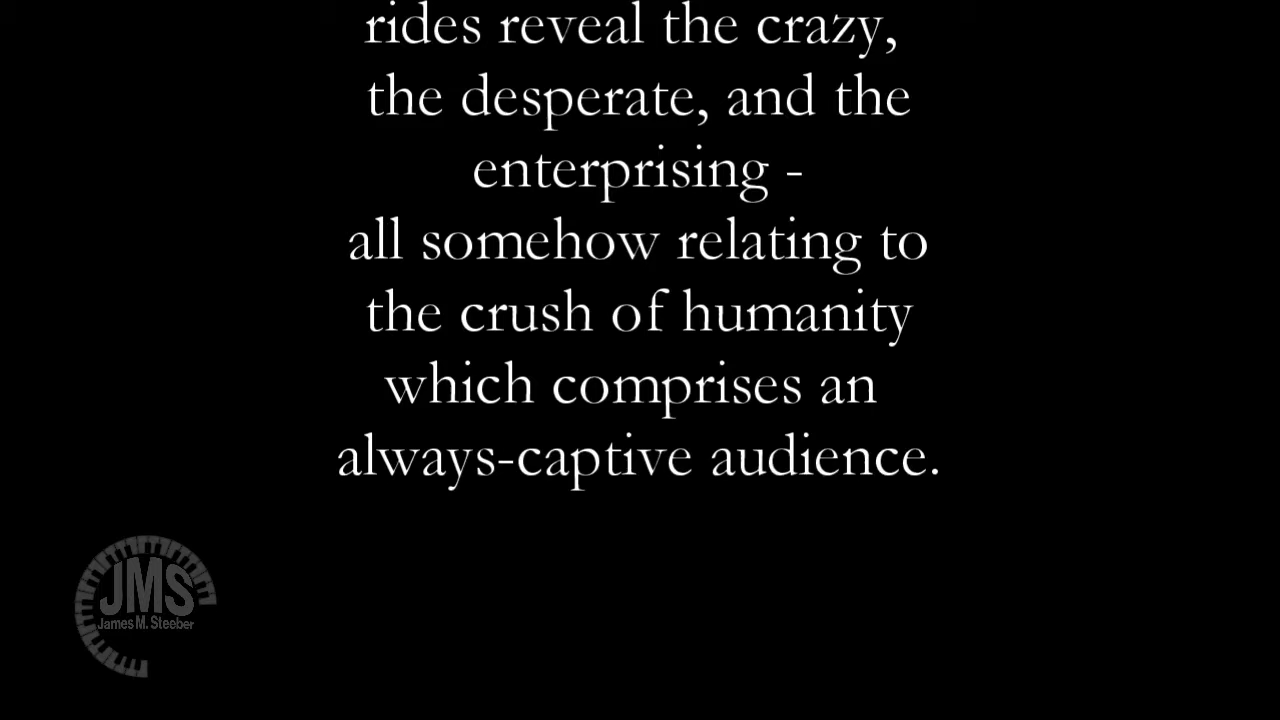 rides reveal the crazy,
the desperate, and the
enterprising -
all somehow relating to
the crush of humanity
which comprises an
always-captive audience.
JMS
James M. Steeber